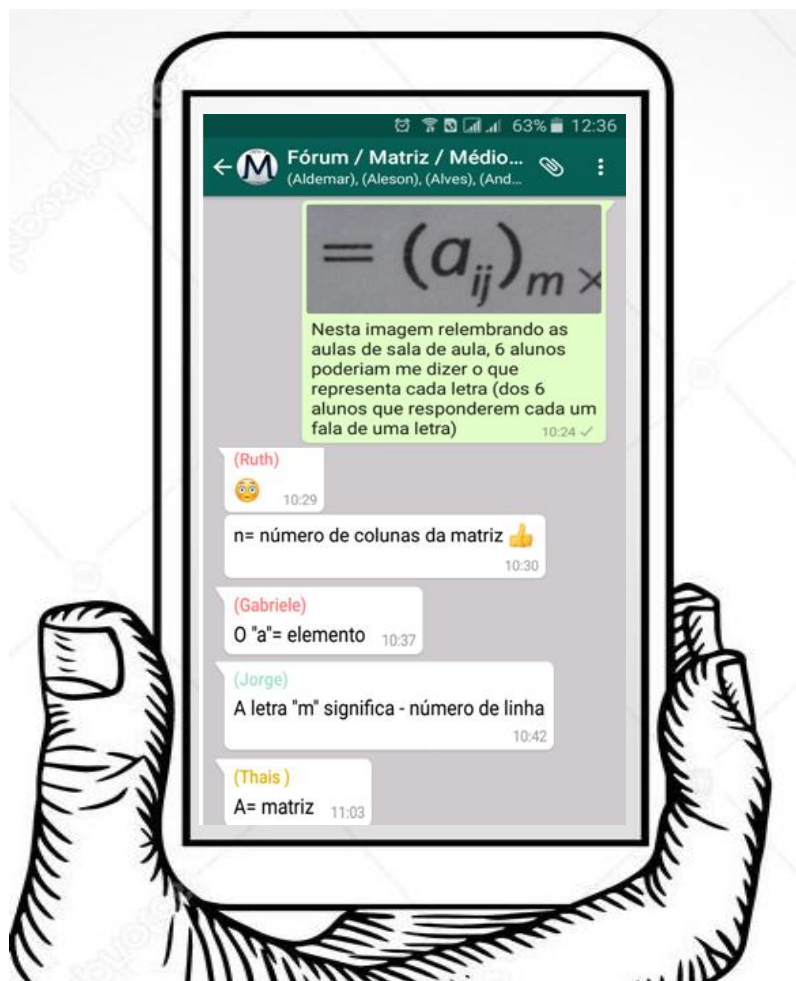 63% 12:36
Fórum / Matriz / Médio...
(Aldemar), (Aleson), (Alves), (And...
= (aij)m ×
Nesta imagem relembrando as
aulas de sala de aula, 6 alunos
poderiam me dizer o que
representa cada letra (dos 6
alunos que responderem cada um
fala de uma letra)
10:24
(Ruth)
😳 10:29
n= número de colunas da matriz 👍
10:30
(Gabriele)
O "a"= elemento 10:37
(Jorge)
A letra "m" significa - número de linha
10:42
(Thais )
A= matriz 11:03